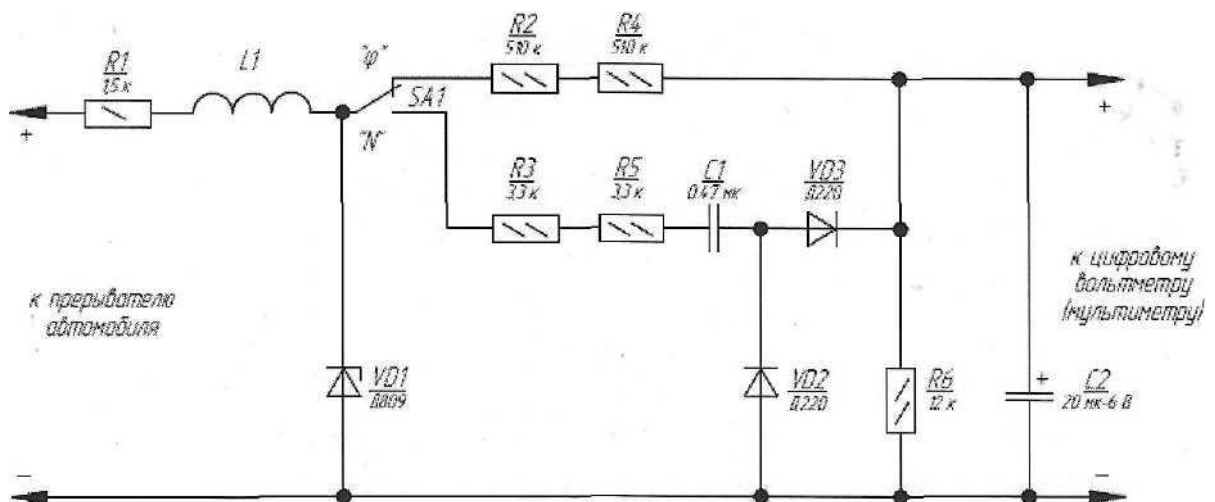 R1
1,5 к
L1
"φ"
SA1
"N"
R2
510 к
R4
510 к
+
+
R3
3,3 к
R5
3,3 к
C1
0.47 мк
VD3
Д220
к прерывателю
автомобиля
к цифровому
вольтметру
(мультиметру)
VD1
Д809
VD2
Д220
R6
12 к
+
C2
20 мк-6 В
−
−